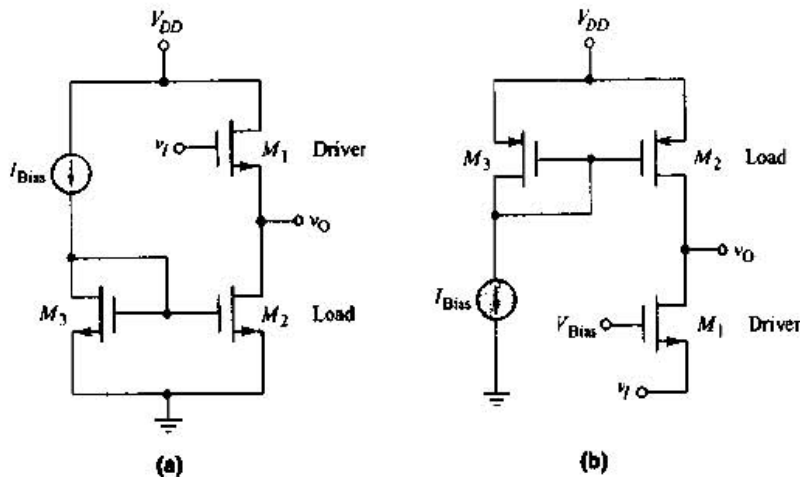 V_DD
v_I
M_1 Driver
I_Bias
v_O
M_3
M_2 Load
(a)
V_DD
M_3
M_2 Load
v_O
I_Bias
V_Bias
M_1 Driver
v_I
(b)